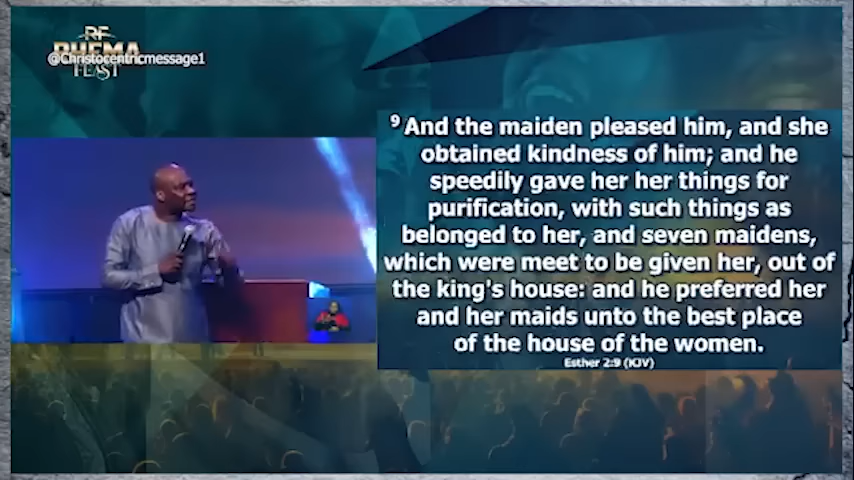 RF
RHEMA
@Christocentricmessage1
FEAST
9 And the maiden pleased him, and she
obtained kindness of him; and he
speedily gave her her things for
purification, with such things as
belonged to her, and seven maidens,
which were meet to be given her, out of
the king's house: and he preferred her
and her maids unto the best place
of the house of the women.
Esther 2:9 (KJV)